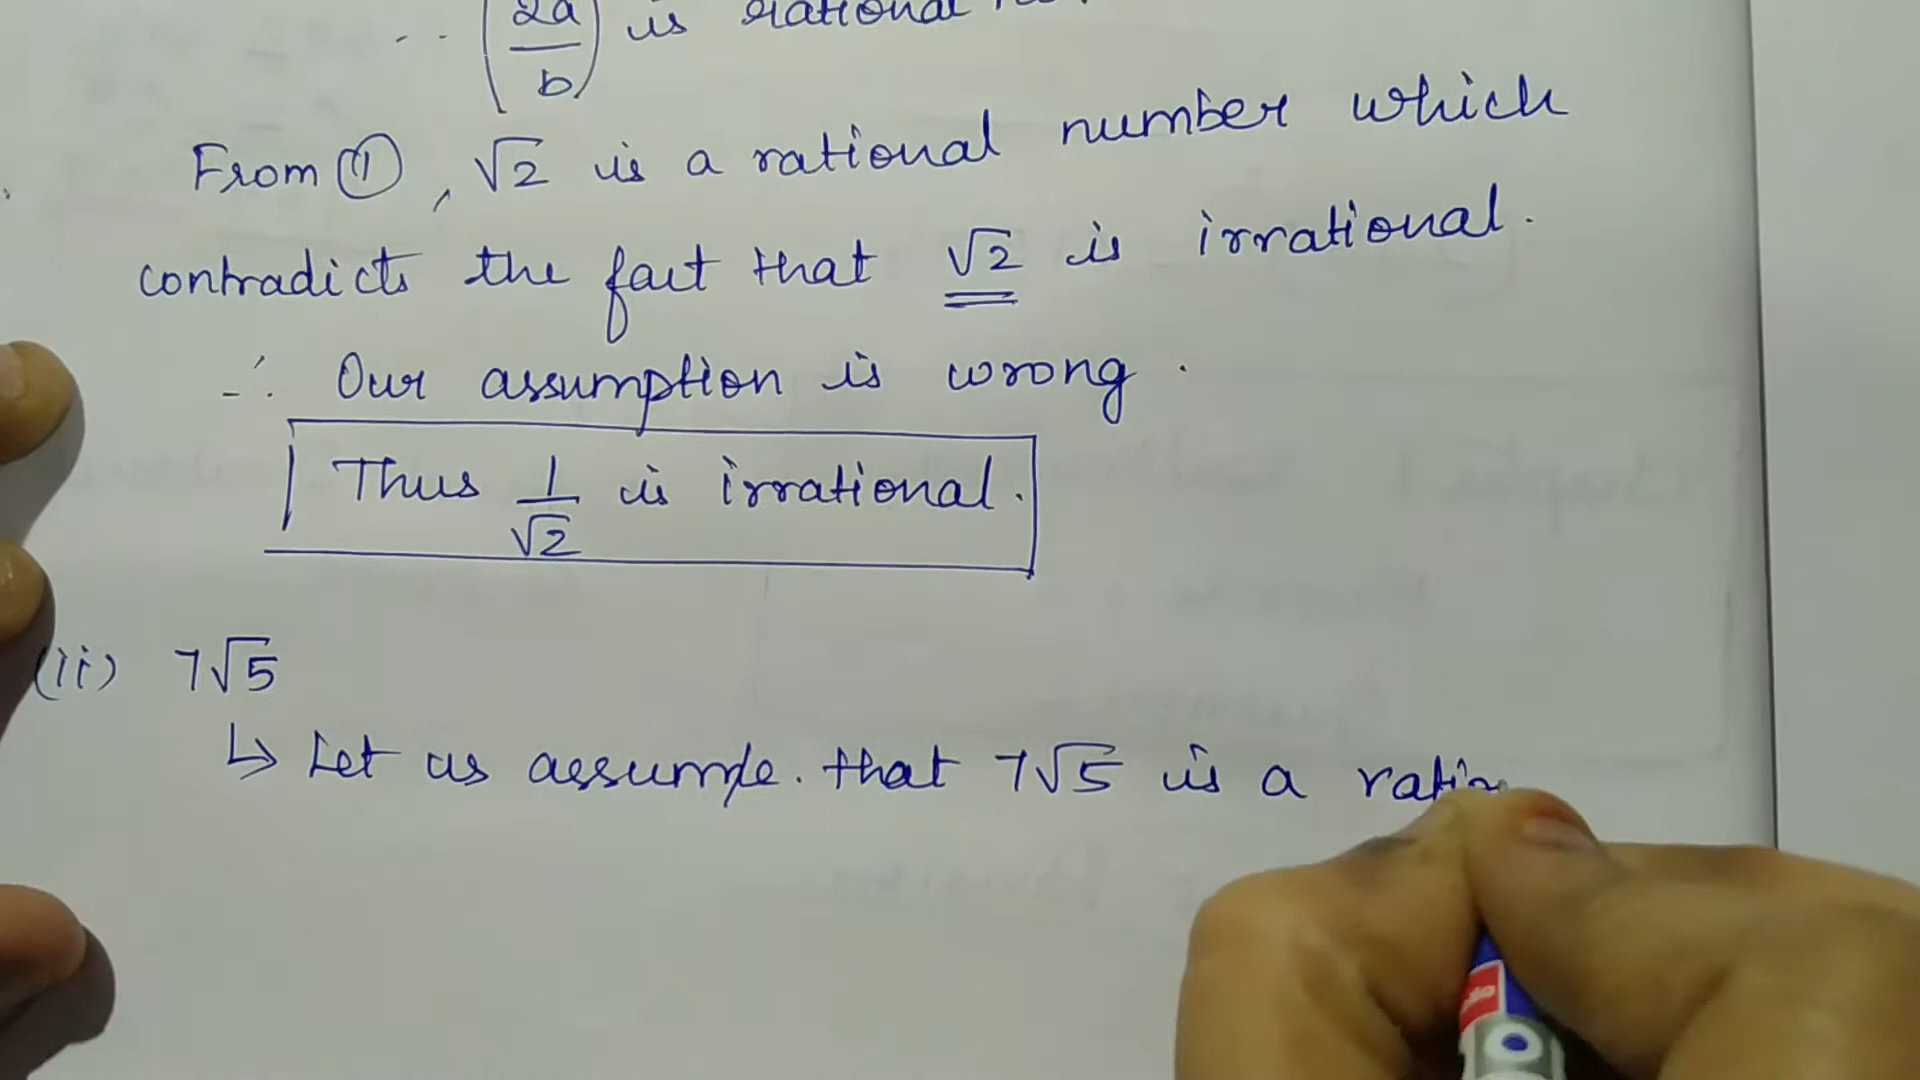 ∴ (2a/b) is rational
From ①, √2 is a rational number which
contradicts the fact that √2 is irrational.
∴ Our assumption is wrong.
Thus 1/√2 is irrational.
(ii) 7√5
↳ Let us assume. that 7√5 is a ratio